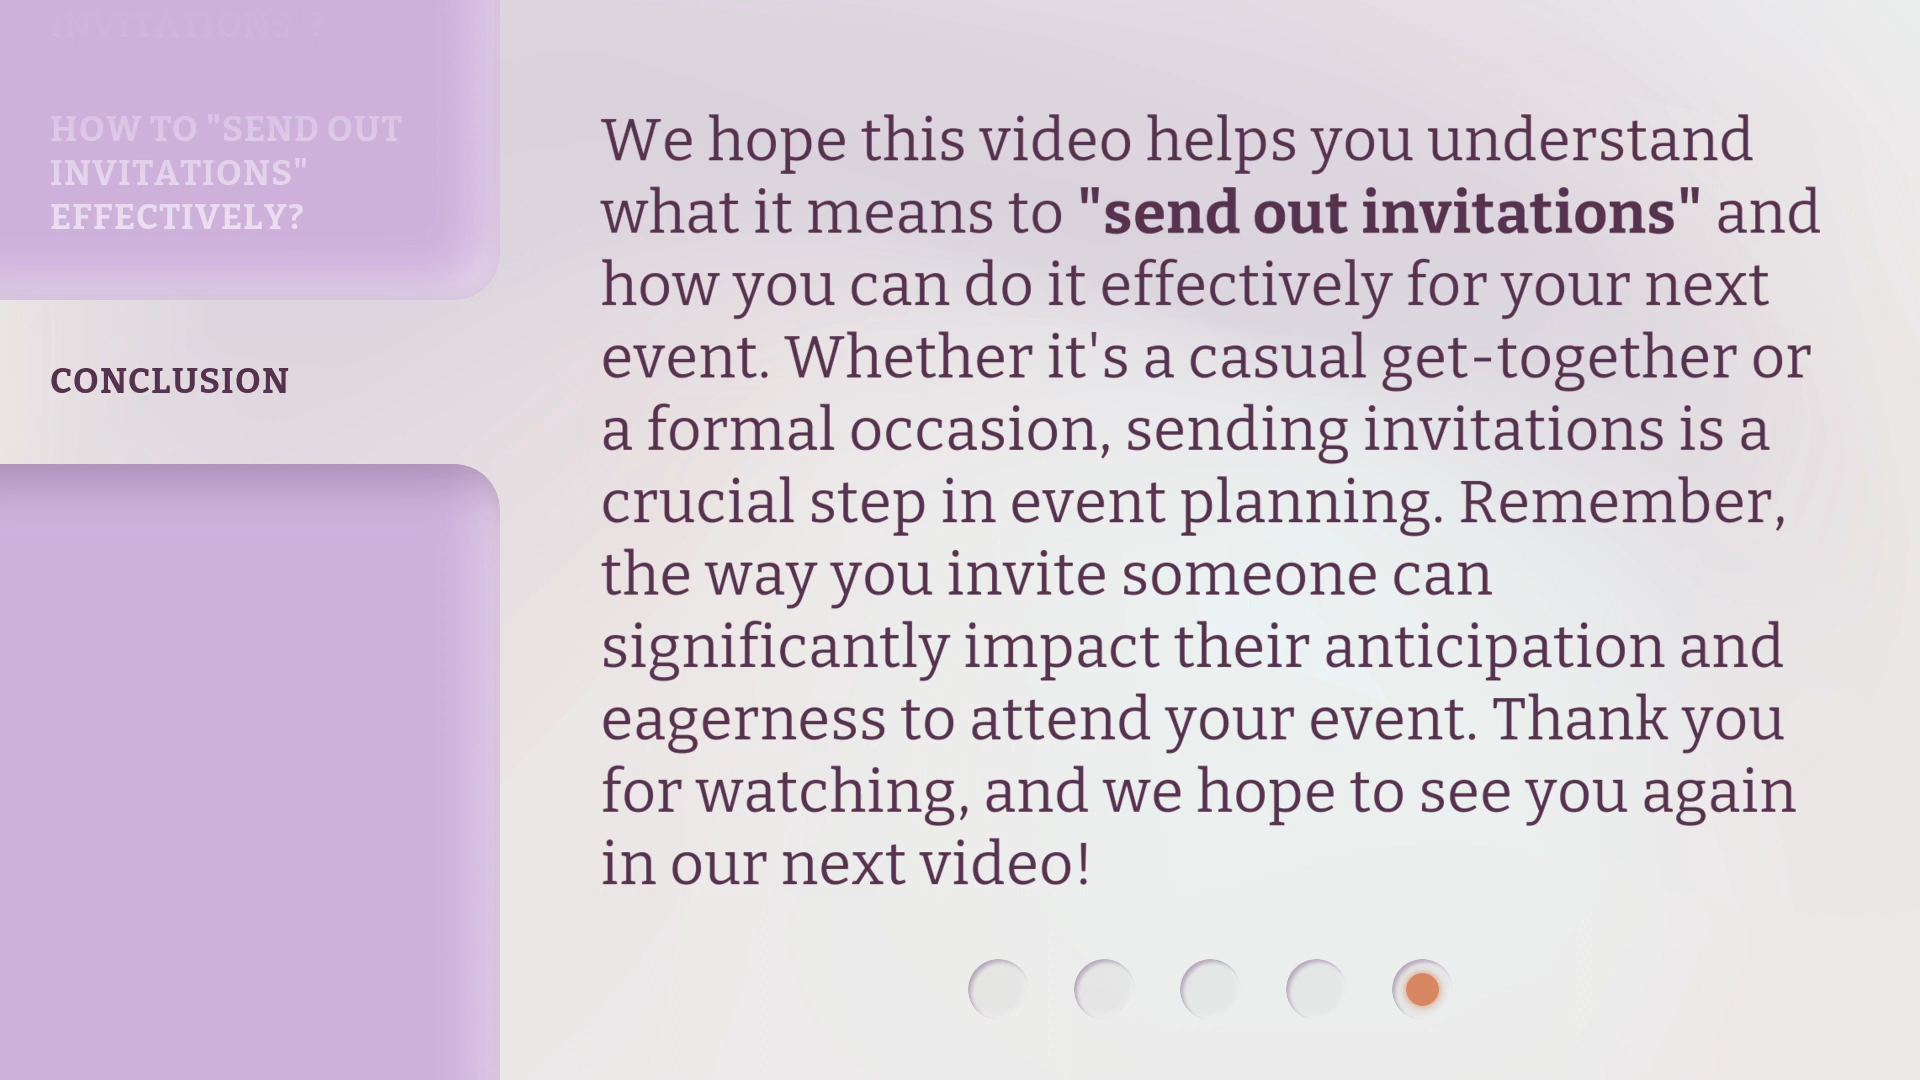 INVITATIONS"?
HOW TO "SEND OUT
INVITATIONS"
EFFECTIVELY?
CONCLUSION
We hope this video helps you understand
what it means to "send out invitations" and
how you can do it effectively for your next
event. Whether it's a casual get-together or
a formal occasion, sending invitations is a
crucial step in event planning. Remember,
the way you invite someone can
significantly impact their anticipation and
eagerness to attend your event. Thank you
for watching, and we hope to see you again
in our next video!